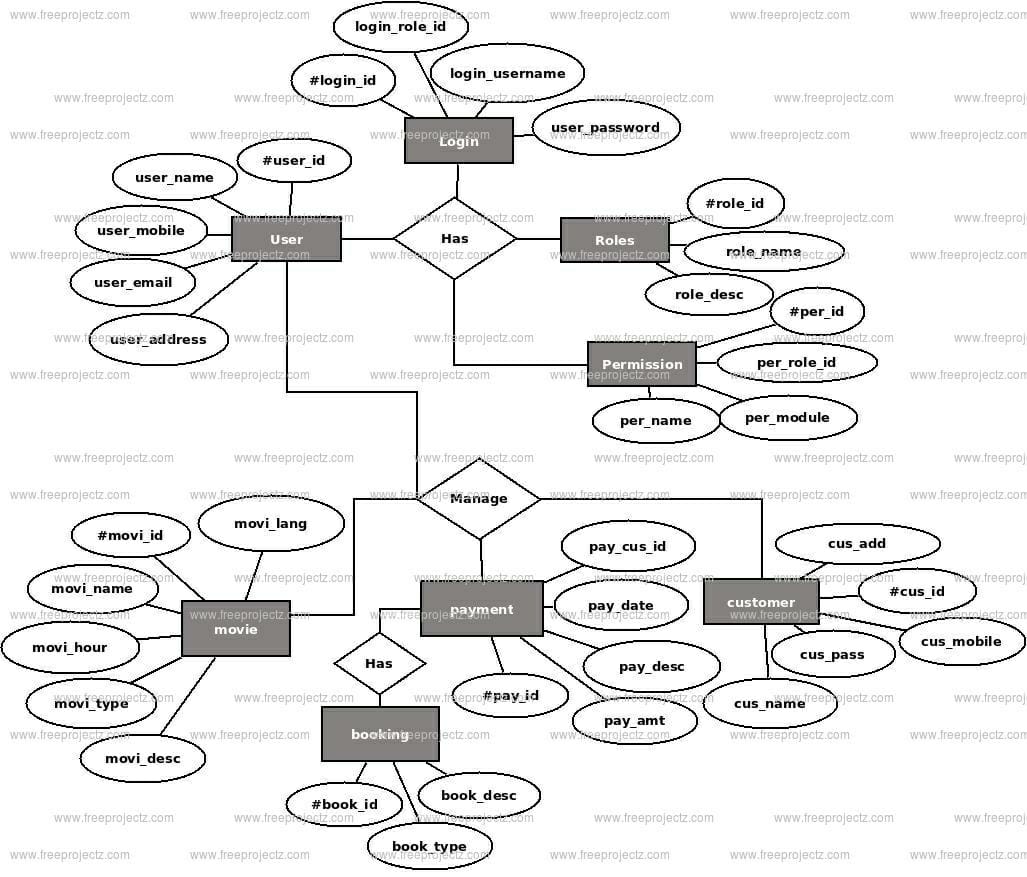 login_role_id
#login_id
login_username
user_password
Login
#user_id
user_name
user_mobile
user_email
user_address
User
Has
Roles
#role_id
role_name
role_desc
#per_id
Permission
per_role_id
per_name
per_module
Manage
#movi_id
movi_lang
movi_name
movi_hour
movi_type
movi_desc
movie
pay_cus_id
payment
pay_date
pay_desc
#pay_id
pay_amt
cus_add
customer
#cus_id
cus_mobile
cus_pass
cus_name
Has
booking
#book_id
book_desc
book_type
www.freeprojectz.com